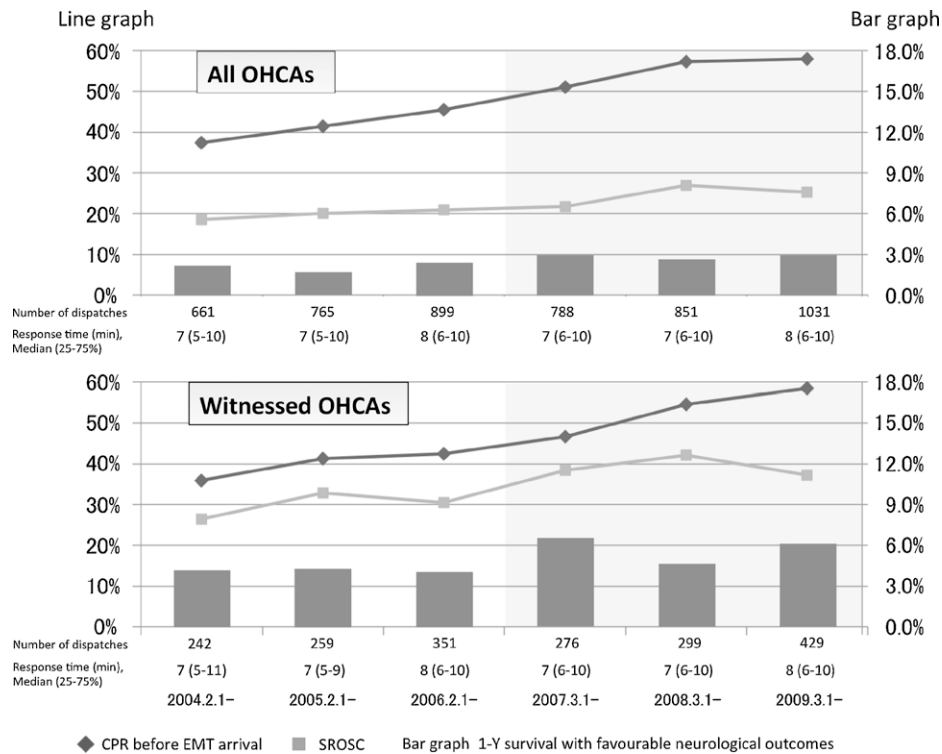 Line graph Bar graph
60% All OHCAs 18.0%
50% 15.0%
40% 12.0%
30% 9.0%
20% 6.0%
10% 3.0%
0% 0.0%
Number of dispatches 661 765 899 788 851 1031
Response time (min), 7 (5-10) 7 (5-10) 8 (6-10) 7 (6-10) 7 (6-10) 8 (6-10)
Median (25-75%)
60% 18.0%
Witnessed OHCAs
50% 15.0%
40% 12.0%
30% 9.0%
20% 6.0%
10% 3.0%
0% 0.0%
Number of dispatches 242 259 351 276 299 429
Response time (min), 7 (5-11) 7 (5-9) 8 (6-10) 7 (6-10) 7 (6-10) 8 (6-10)
Median (25-75%)
2004.2.1– 2005.2.1– 2006.2.1– 2007.3.1– 2008.3.1– 2009.3.1–
CPR before EMT arrival SROSC Bar graph 1-Y survival with favourable neurological outcomes